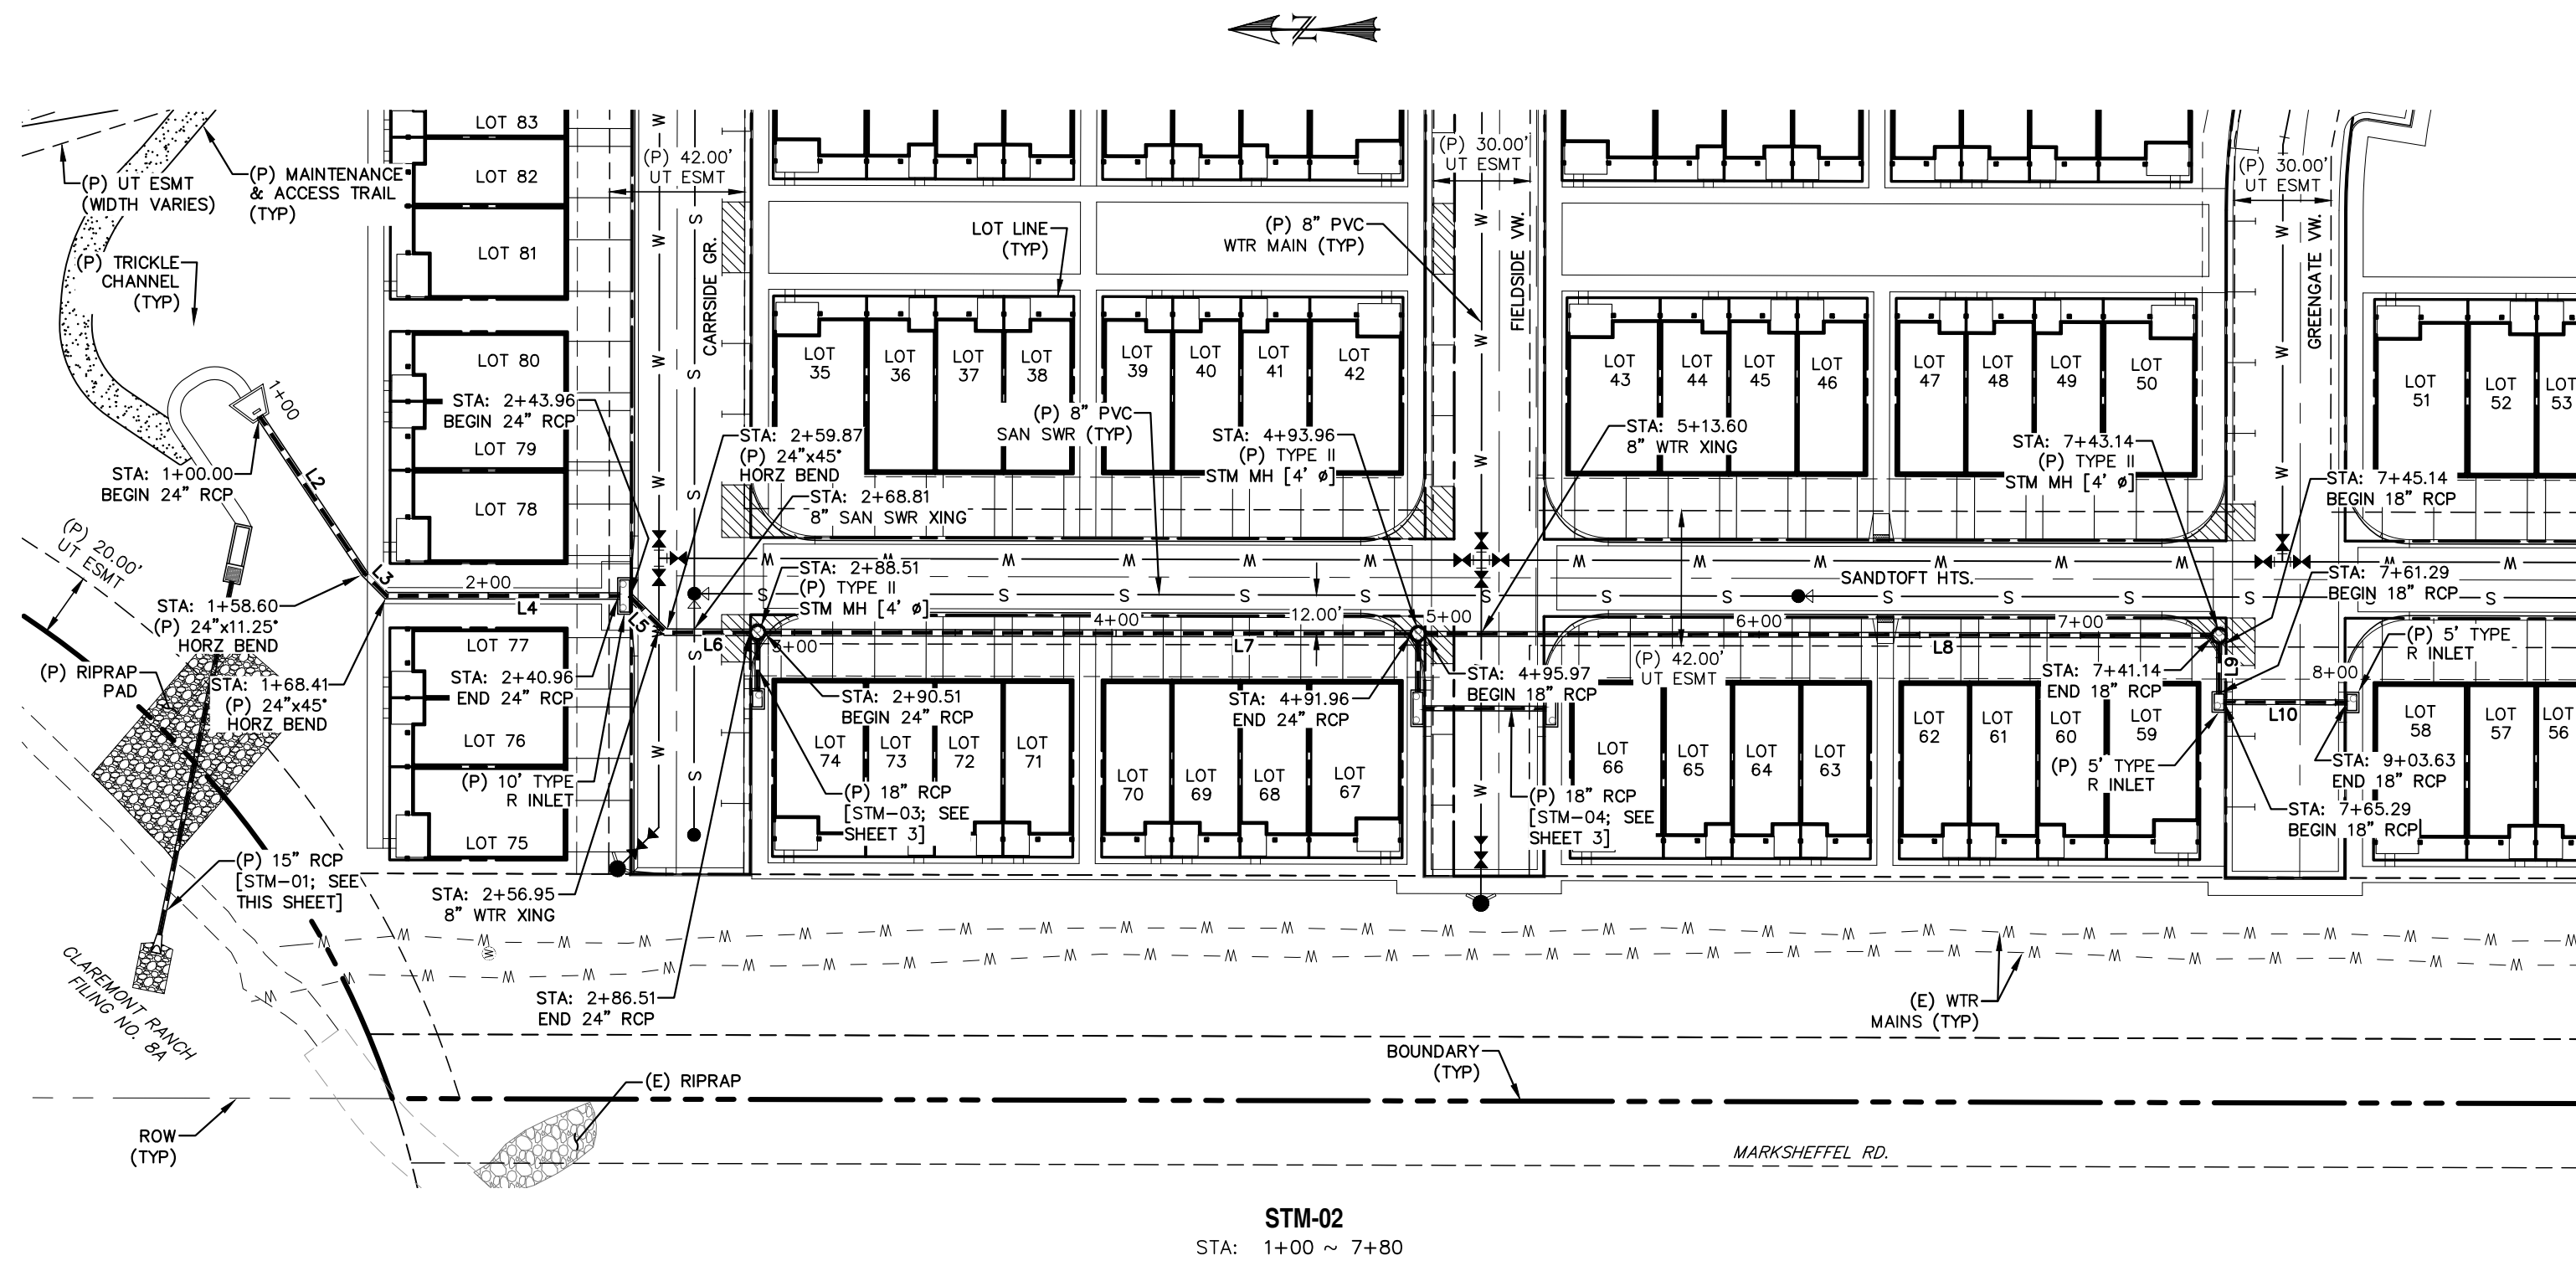 N
LOT 83
LOT 82
LOT 81
(P) UT ESMT
(WIDTH VARIES)
(P) MAINTENANCE
& ACCESS TRAIL
(TYP)
(P) TRICKLE
CHANNEL
(TYP)
(P) 42.00'
UT ESMT
CARRSIDE GR.
LOT LINE
(TYP)
(P) 8" PVC
WTR MAIN (TYP)
(P) 30.00'
UT ESMT
FIELDSIDE VW.
(P) 30.00'
UT ESMT
GREENGATE VW.
LOT 80
LOT 79
LOT 78
1+00
STA: 1+00.00
BEGIN 24" RCP
L2
L3
STA: 2+43.96
BEGIN 24" RCP
STA: 2+59.87
(P) 24"x45°
HORZ BEND
STA: 2+68.81
8" SAN SWR XING
LOT
35
LOT
36
LOT
37
LOT
38
LOT
39
LOT
40
LOT
41
LOT
42
(P) 8" PVC
SAN SWR (TYP)
STA: 4+93.96
(P) TYPE II
STM MH [4' ø]
STA: 5+13.60
8" WTR XING
LOT
43
LOT
44
LOT
45
LOT
46
LOT
47
LOT
48
LOT
49
LOT
50
STA: 7+43.14
(P) TYPE II
STM MH [4' ø]
LOT
51
LOT
52
LOT
53
STA: 7+45.14
BEGIN 18" RCP
STA: 7+61.29
BEGIN 18" RCP
(P) 20.00'
UT ESMT
STA: 1+58.60
(P) 24"x11.25°
HORZ BEND
2+00
L4
L5
STA: 2+88.51
(P) TYPE II
STM MH [4' ø]
SANDTOFT HTS.
L6
3+00
4+00
12.00'
L7
5+00
6+00
7+00
L8
L9
8+00
L10
(P) 5' TYPE
R INLET
(P) RIPRAP
PAD
STA: 1+68.41
(P) 24"x45°
HORZ BEND
LOT 77
LOT 76
LOT 75
STA: 2+40.96
END 24" RCP
(P) 10' TYPE
R INLET
STA: 2+90.51
BEGIN 24" RCP
STA: 4+91.96
END 24" RCP
STA: 4+95.97
BEGIN 18" RCP
(P) 42.00'
UT ESMT
STA: 7+41.14
END 18" RCP
LOT
74
LOT
73
LOT
72
LOT
71
LOT
70
LOT
69
LOT
68
LOT
67
LOT
66
LOT
65
LOT
64
LOT
63
LOT
62
LOT
61
LOT
60
LOT
59
LOT
58
LOT
57
LOT
56
(P) 18" RCP
[STM-03; SEE
SHEET 3]
(P) 18" RCP
[STM-04; SEE
SHEET 3]
(P) 5' TYPE
R INLET
STA: 9+03.63
END 18" RCP
STA: 7+65.29
BEGIN 18" RCP
(P) 15" RCP
[STM-01; SEE
THIS SHEET]
STA: 2+56.95
8" WTR XING
STA: 2+86.51
END 24" RCP
CLAREMONT RANCH
FILING NO. 8A
(E) WTR
MAINS (TYP)
BOUNDARY
(TYP)
(E) RIPRAP
ROW
(TYP)
MARKSHEFFEL RD.
STM-02
STA: 1+00 ~ 7+80